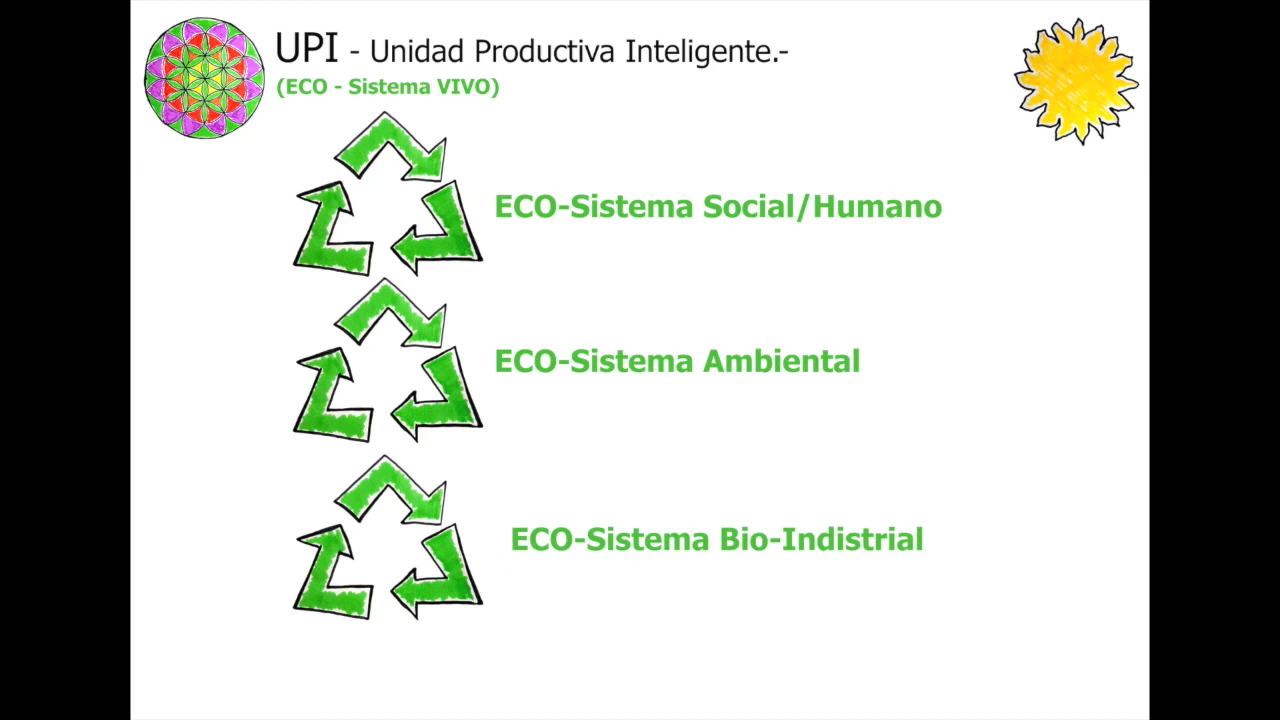 UPI - Unidad Productiva Inteligente.-
(ECO - Sistema VIVO)
ECO-Sistema Social/Humano
ECO-Sistema Ambiental
ECO-Sistema Bio-Indistrial